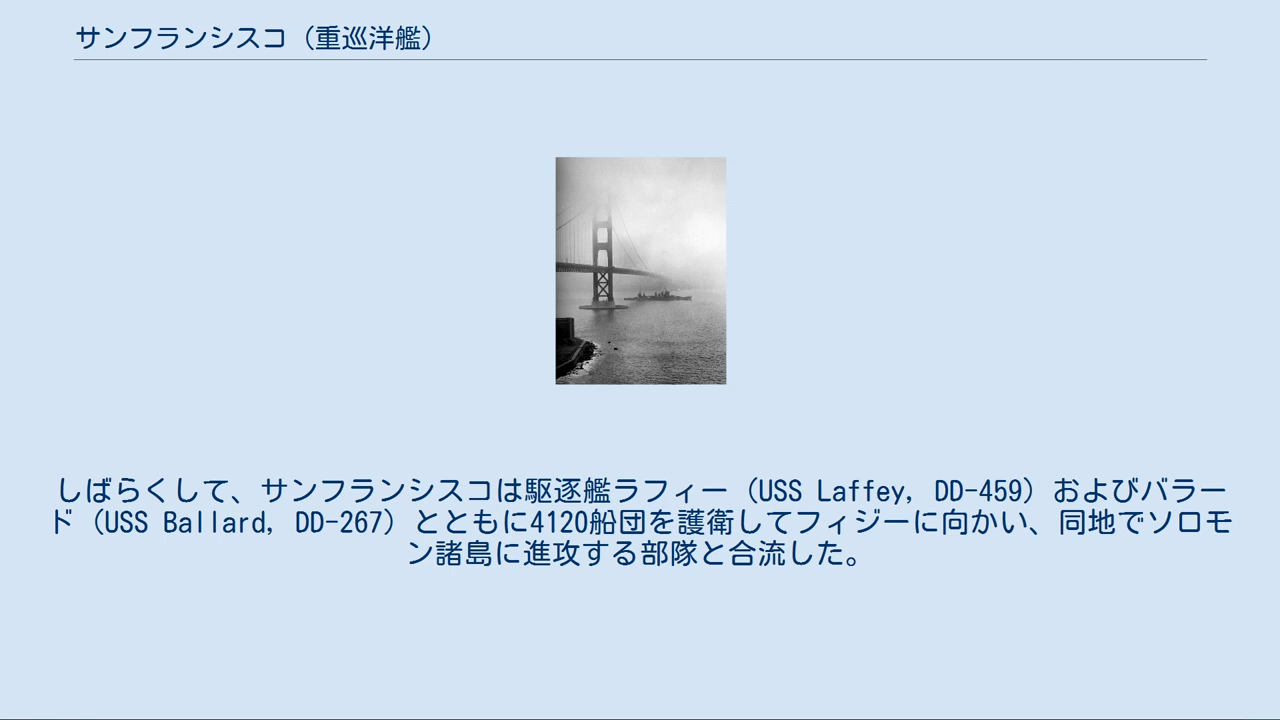 サンフランシスコ（重巡洋艦）
しばらくして、サンフランシスコは駆逐艦ラフィー（USS Laffey, DD-459）およびバラー
ド（USS Ballard, DD-267）とともに4120船団を護衛してフィジーに向かい、同地でソロモ
ン諸島に進攻する部隊と合流した。